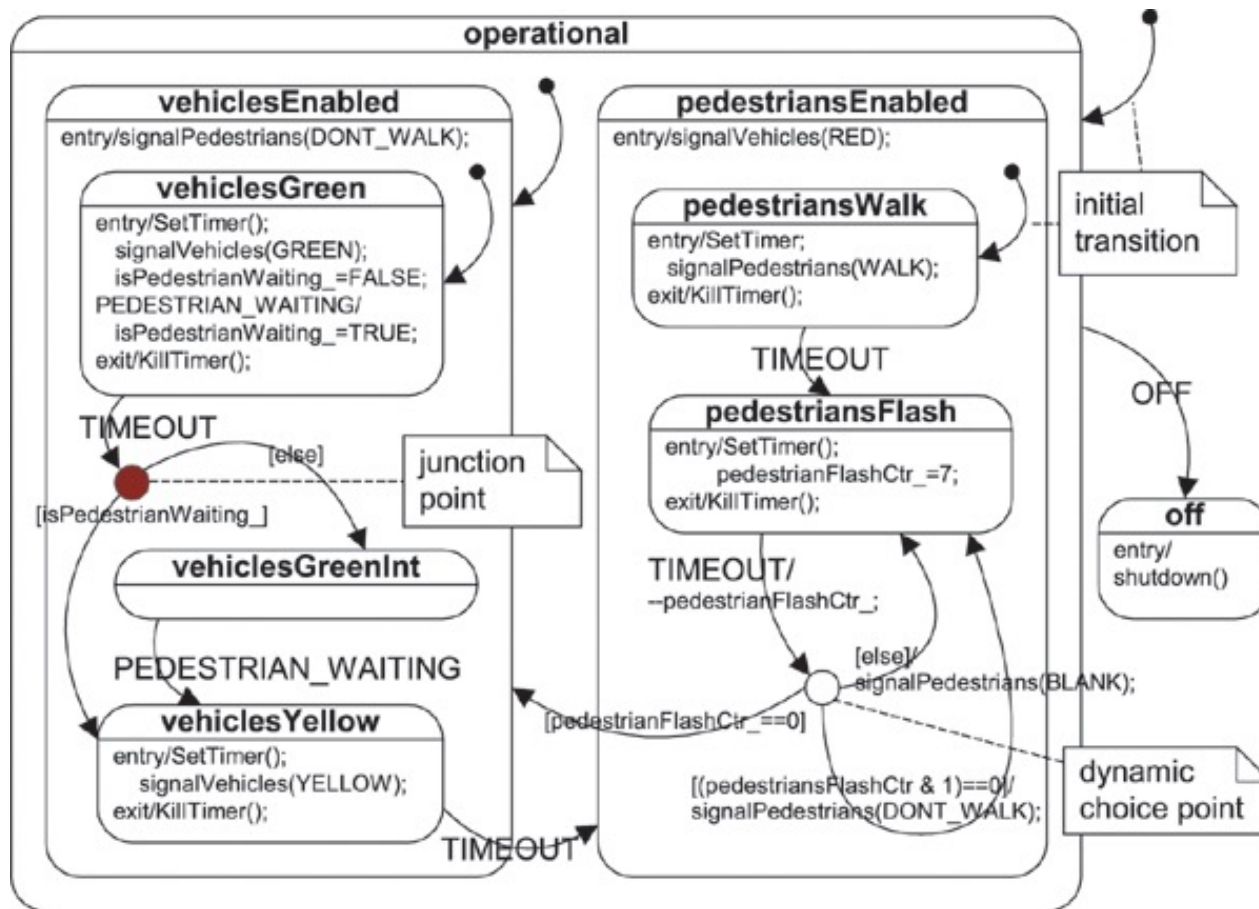 operational
vehiclesEnabled
entry/signalPedestrians(DONT_WALK);
vehiclesGreen
entry/SetTimer();
signalVehicles(GREEN);
isPedestrianWaiting_=FALSE;
PEDESTRIAN_WAITING/
isPedestrianWaiting_=TRUE;
exit/KillTimer();
TIMEOUT
[else]
junction
point
[isPedestrianWaiting_]
vehiclesGreenInt
PEDESTRIAN_WAITING
vehiclesYellow
entry/SetTimer();
signalVehicles(YELLOW);
exit/KillTimer();
TIMEOUT
pedestriansEnabled
entry/signalVehicles(RED);
pedestriansWalk
entry/SetTimer;
signalPedestrians(WALK);
exit/KillTimer();
TIMEOUT
pedestriansFlash
entry/SetTimer();
pedestrianFlashCtr_=7;
exit/KillTimer();
TIMEOUT/
--pedestrianFlashCtr_;
[else]/
signalPedestrians(BLANK);
[pedestrianFlashCtr_==0]
[(pedestriansFlashCtr & 1)==0]/
signalPedestrians(DONT_WALK);
initial
transition
OFF
off
entry/
shutdown()
dynamic
choice point